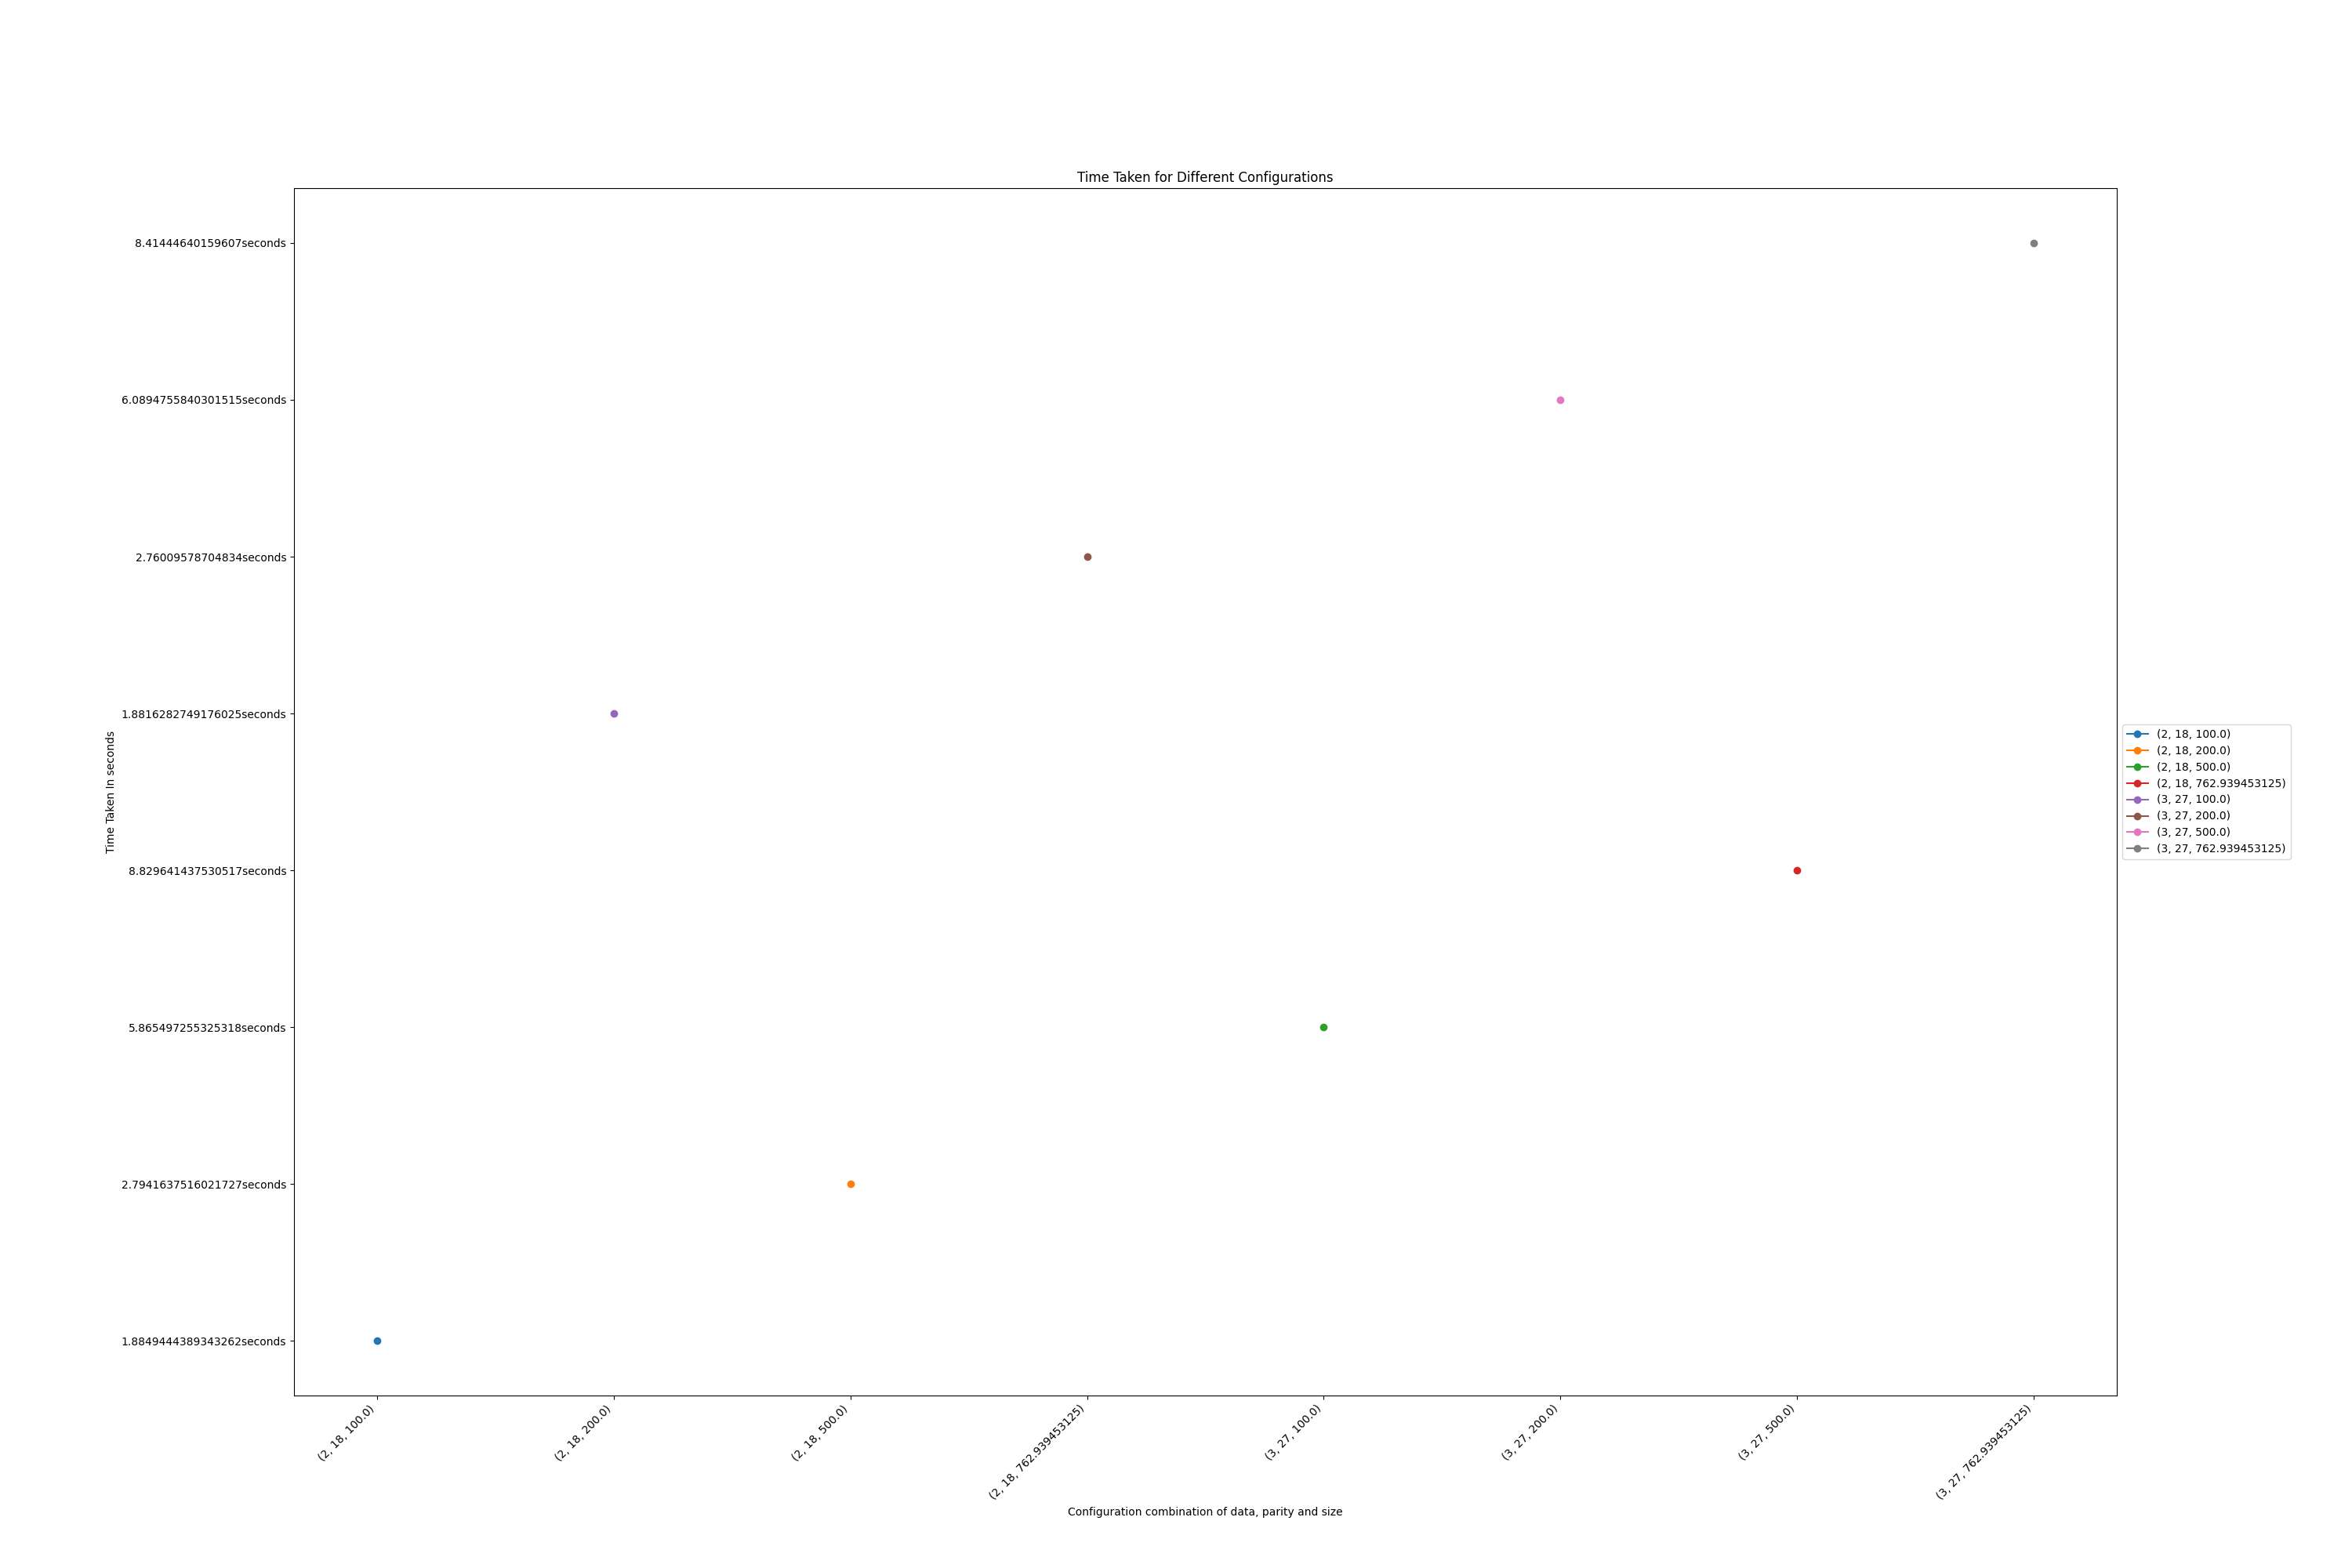 Time Taken for Different Configurations
8.41444640159607seconds
6.0894755840301515seconds
2.76009578704834seconds
1.8816282749176025seconds
8.829641437530517seconds
5.865497255325318seconds
2.7941637516021727seconds
1.8849444389343262seconds
Time Taken In seconds
(2, 18, 100.0)
(2, 18, 200.0)
(2, 18, 500.0)
(2, 18, 762.939453125)
(3, 27, 100.0)
(3, 27, 200.0)
(3, 27, 500.0)
(3, 27, 762.939453125)
Configuration combination of data, parity and size
(2, 18, 100.0)
(2, 18, 200.0)
(2, 18, 500.0)
(2, 18, 762.939453125)
(3, 27, 100.0)
(3, 27, 200.0)
(3, 27, 500.0)
(3, 27, 762.939453125)